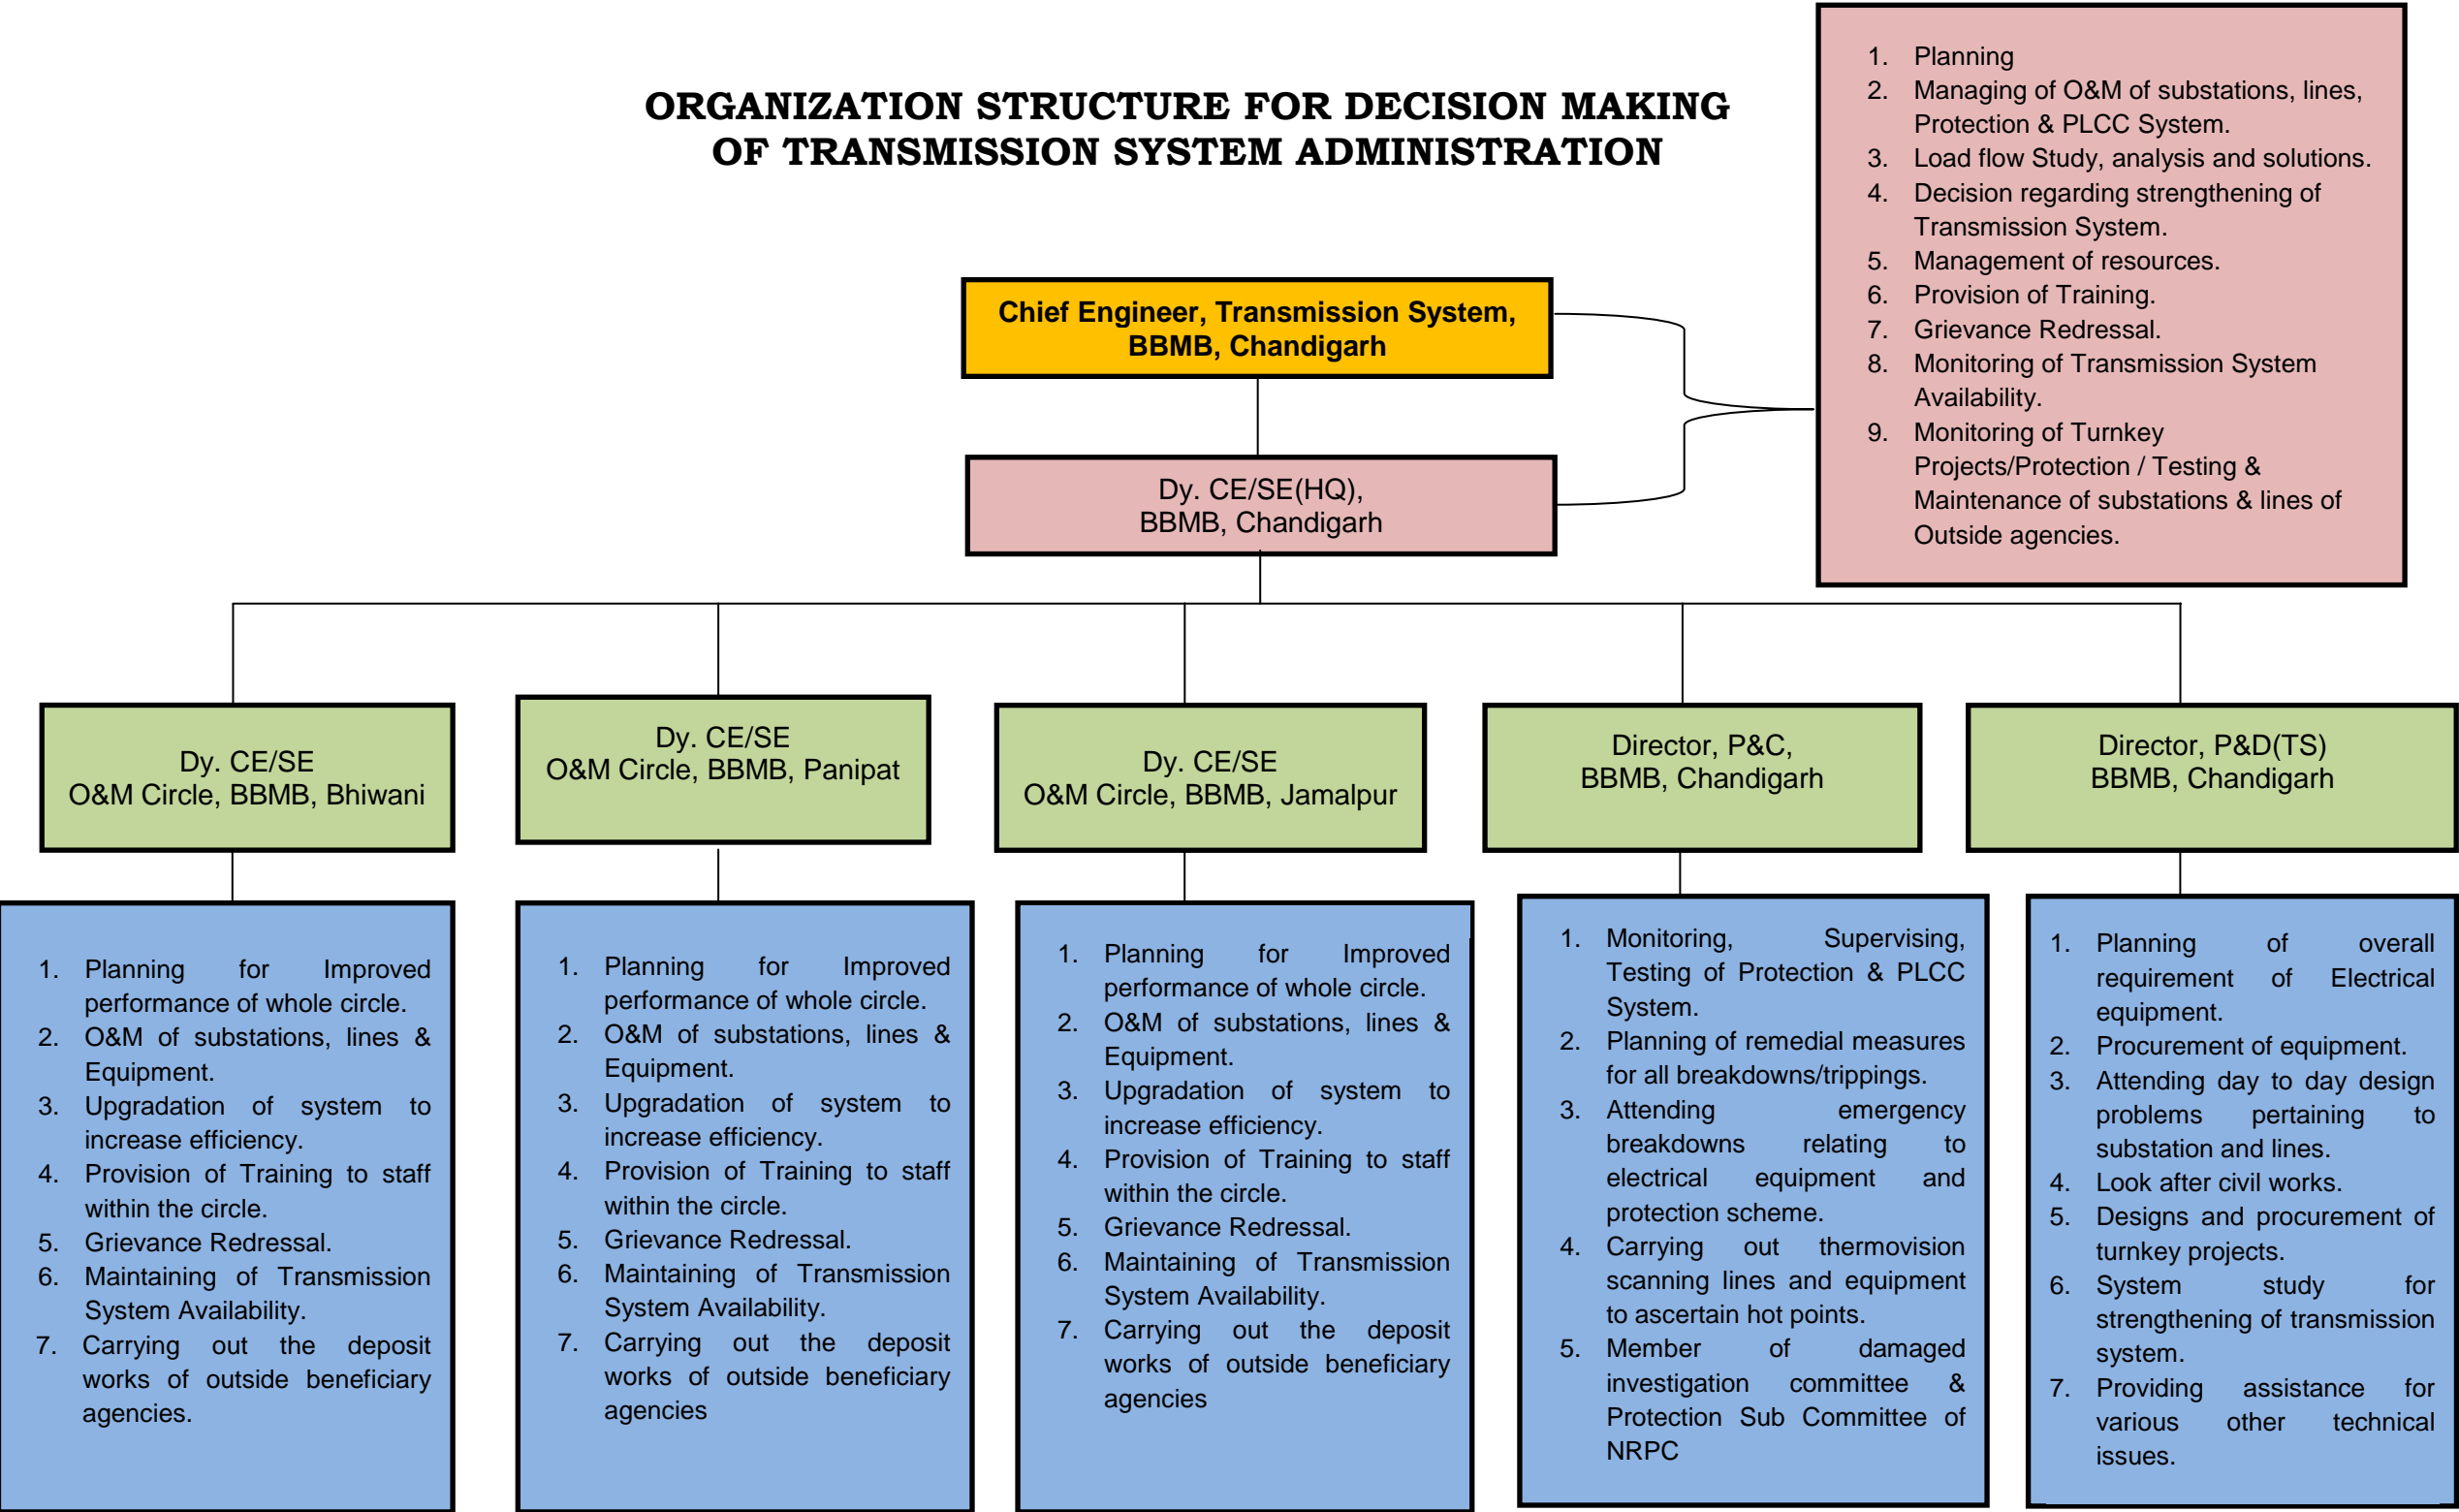 ORGANIZATION STRUCTURE FOR DECISION MAKING
OF TRANSMISSION SYSTEM ADMINISTRATION
1. Planning
2. Managing of O&M of substations, lines,
Protection & PLCC System.
3. Load flow Study, analysis and solutions.
4. Decision regarding strengthening of
Transmission System.
5. Management of resources.
6. Provision of Training.
7. Grievance Redressal.
8. Monitoring of Transmission System
Availability.
9. Monitoring of Turnkey
Projects/Protection / Testing &
Maintenance of substations & lines of
Outside agencies.
Chief Engineer, Transmission System,
BBMB, Chandigarh
Dy. CE/SE(HQ),
BBMB, Chandigarh
Dy. CE/SE
O&M Circle, BBMB, Bhiwani
Dy. CE/SE
O&M Circle, BBMB, Panipat
Dy. CE/SE
O&M Circle, BBMB, Jamalpur
Director, P&C,
BBMB, Chandigarh
Director, P&D(TS)
BBMB, Chandigarh
1. Planning for Improved
performance of whole circle.
2. O&M of substations, lines &
Equipment.
3. Upgradation of system to
increase efficiency.
4. Provision of Training to staff
within the circle.
5. Grievance Redressal.
6. Maintaining of Transmission
System Availability.
7. Carrying out the deposit
works of outside beneficiary
agencies.
1. Planning for Improved
performance of whole circle.
2. O&M of substations, lines &
Equipment.
3. Upgradation of system to
increase efficiency.
4. Provision of Training to staff
within the circle.
5. Grievance Redressal.
6. Maintaining of Transmission
System Availability.
7. Carrying out the deposit
works of outside beneficiary
agencies
1. Planning for Improved
performance of whole circle.
2. O&M of substations, lines &
Equipment.
3. Upgradation of system to
increase efficiency.
4. Provision of Training to staff
within the circle.
5. Grievance Redressal.
6. Maintaining of Transmission
System Availability.
7. Carrying out the deposit
works of outside beneficiary
agencies
1. Monitoring, Supervising,
Testing of Protection & PLCC
System.
2. Planning of remedial measures
for all breakdowns/trippings.
3. Attending emergency
breakdowns relating to
electrical equipment and
protection scheme.
4. Carrying out thermovision
scanning lines and equipment
to ascertain hot points.
5. Member of damaged
investigation committee &
Protection Sub Committee of
NRPC
1. Planning of overall
requirement of Electrical
equipment.
2. Procurement of equipment.
3. Attending day to day design
problems pertaining to
substation and lines.
4. Look after civil works.
5. Designs and procurement of
turnkey projects.
6. System study for
strengthening of transmission
system.
7. Providing assistance for
various other technical
issues.